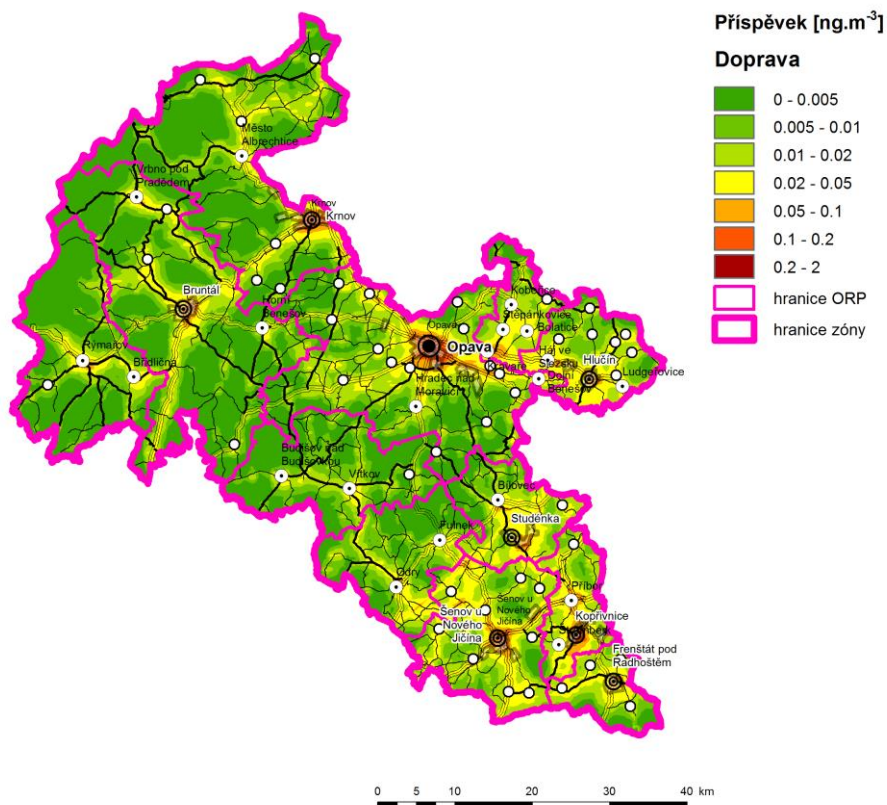 Příspěvek [ng.m-3]
Doprava
0 - 0.005
0.005 - 0.01
0.01 - 0.02
0.02 - 0.05
0.05 - 0.1
0.1 - 0.2
0.2 - 2
hranice ORP
hranice zóny
Město
Albrechtice
Vrbno pod
Pradědem
Krnov
Krnov
Bruntál
Horní
Benešov
Rýmařov
Břidličná
Kobeřice
Štěpánkovice
Bolatice
Opava
Opava
Kravaře
Háj ve
Slezsku
Dolní
Benešov
Hlučín
Ludgeřovice
Hradec nad
Moravicí
Budišov nad
Budišovkou
Vítkov
Bílovec
Studénka
Fulnek
Odry
Příbor
Šenov u
Nového
Jičína
Šenov u
Nového
Jičína
Kopřivnice
Frenštát pod
Radhoštěm
0 10 20 30 40 km